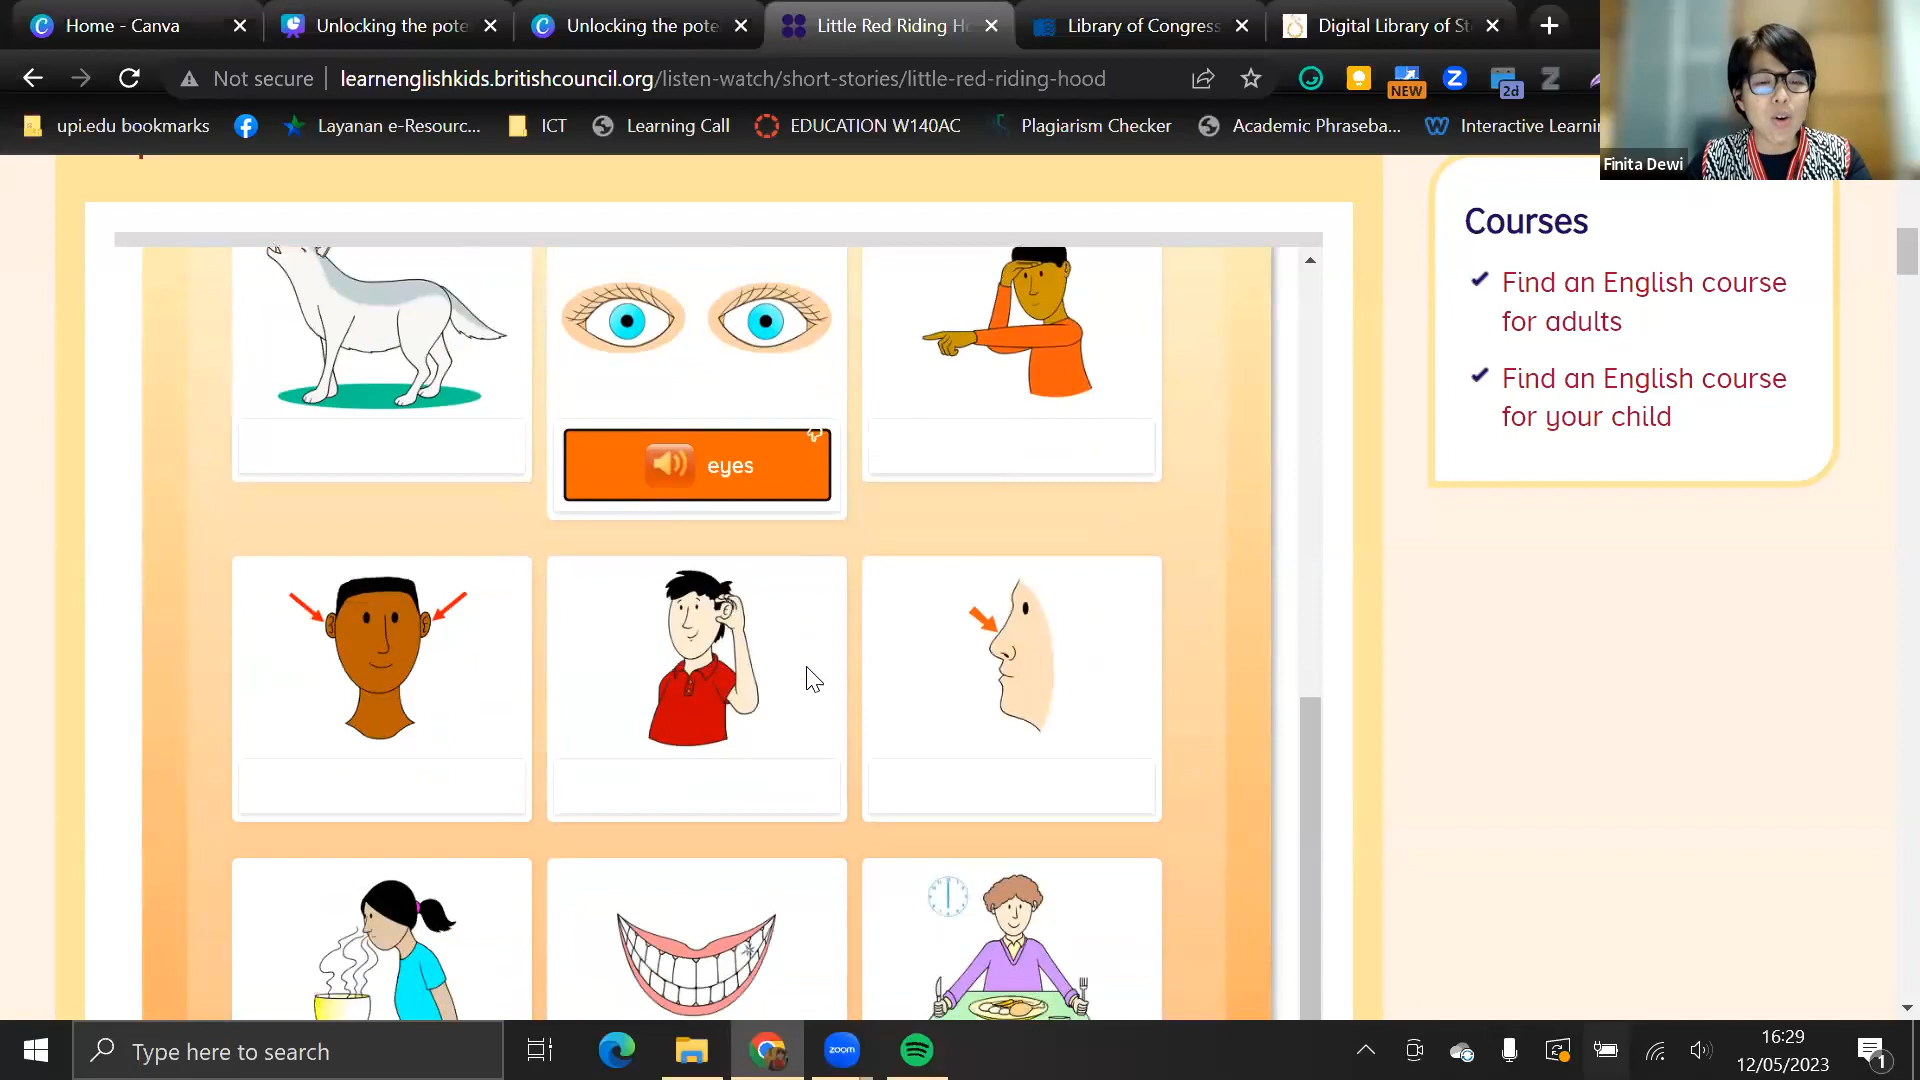 Home - Canva
Unlocking the pote
Unlocking the pote
Little Red Riding H
Library of Congress
Digital Library of St
Not secure
learnenglishkids.britishcouncil.org/listen-watch/short-stories/little-red-riding-hood
NEW
2d
upi.edu bookmarks
Layanan e-Resourc...
ICT
Learning Call
EDUCATION W140AC
Plagiarism Checker
Academic Phraseba...
Interactive Learni
Finita Dewi
Courses
Find an English course
for adults
Find an English course
for your child
eyes
Type here to search
zoom
16:29
12/05/2023
1